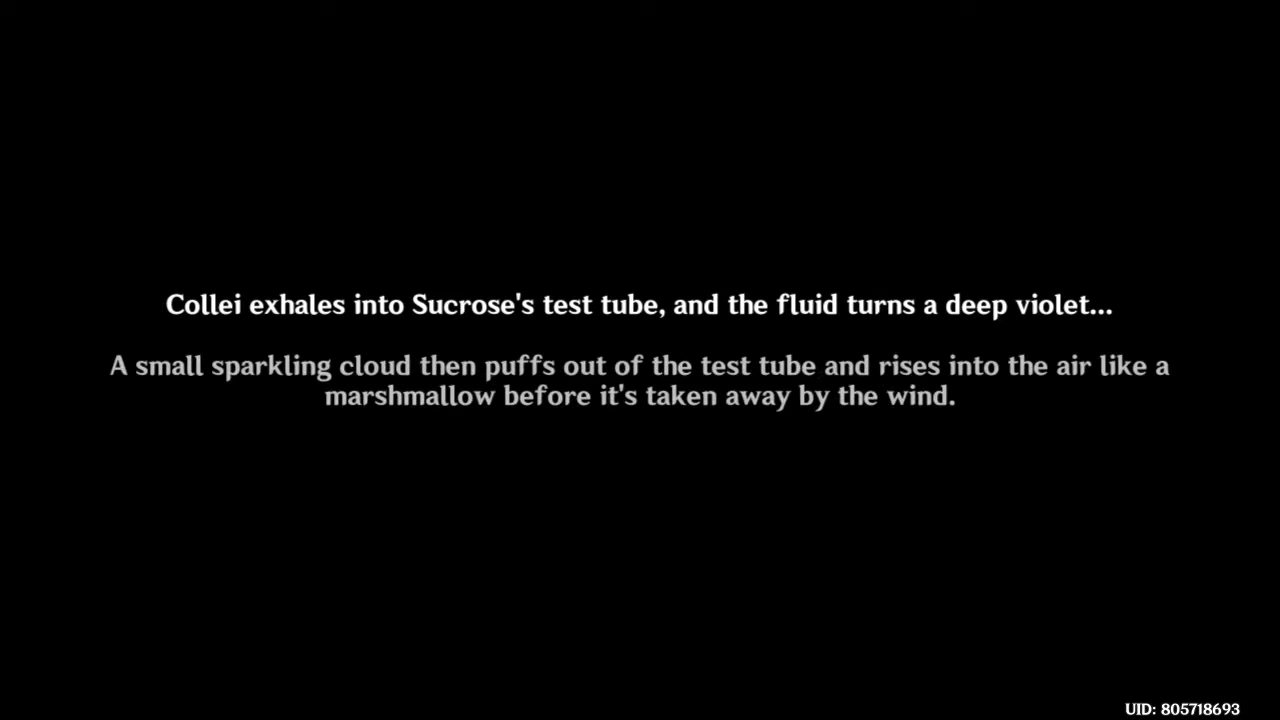 Collei exhales into Sucrose's test tube, and the fluid turns a deep violet...
A small sparkling cloud then puffs out of the test tube and rises into the air like a
marshmallow before it's taken away by the wind.
UID: 805718693